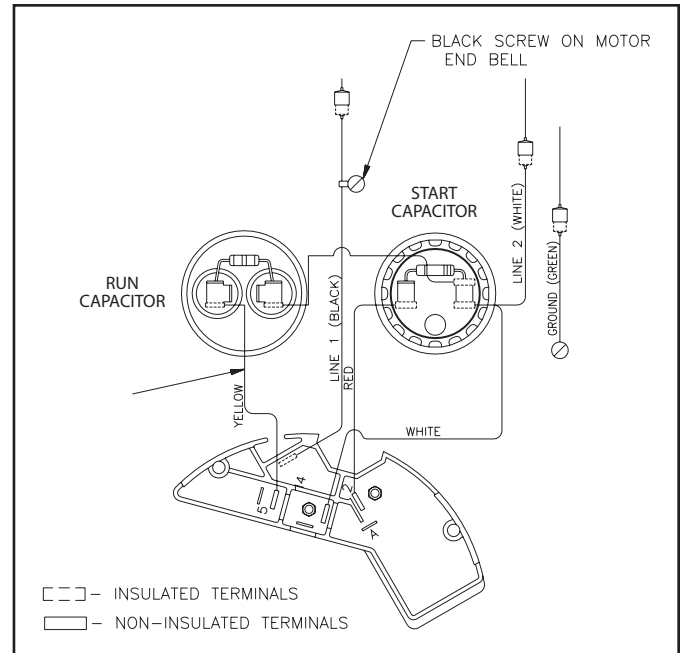 BLACK SCREW ON MOTOR
END BELL
START
CAPACITOR
RUN
CAPACITOR
LINE 1 (BLACK)
RED
LINE 2 (WHITE)
GROUND (GREEN)
YELLOW
WHITE
5
14
2
A
- INSULATED TERMINALS
- NON-INSULATED TERMINALS